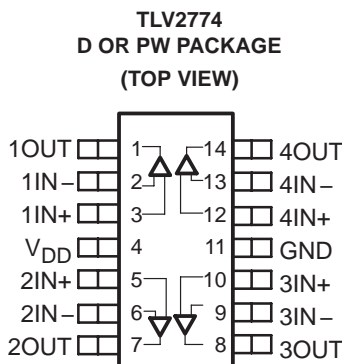 TLV2774
D OR PW PACKAGE
(TOP VIEW)
1OUT 1 14 4OUT
1IN− 2 13 4IN−
1IN+ 3 12 4IN+
VDD 4 11 GND
2IN+ 5 10 3IN+
2IN− 6 9 3IN−
2OUT 7 8 3OUT